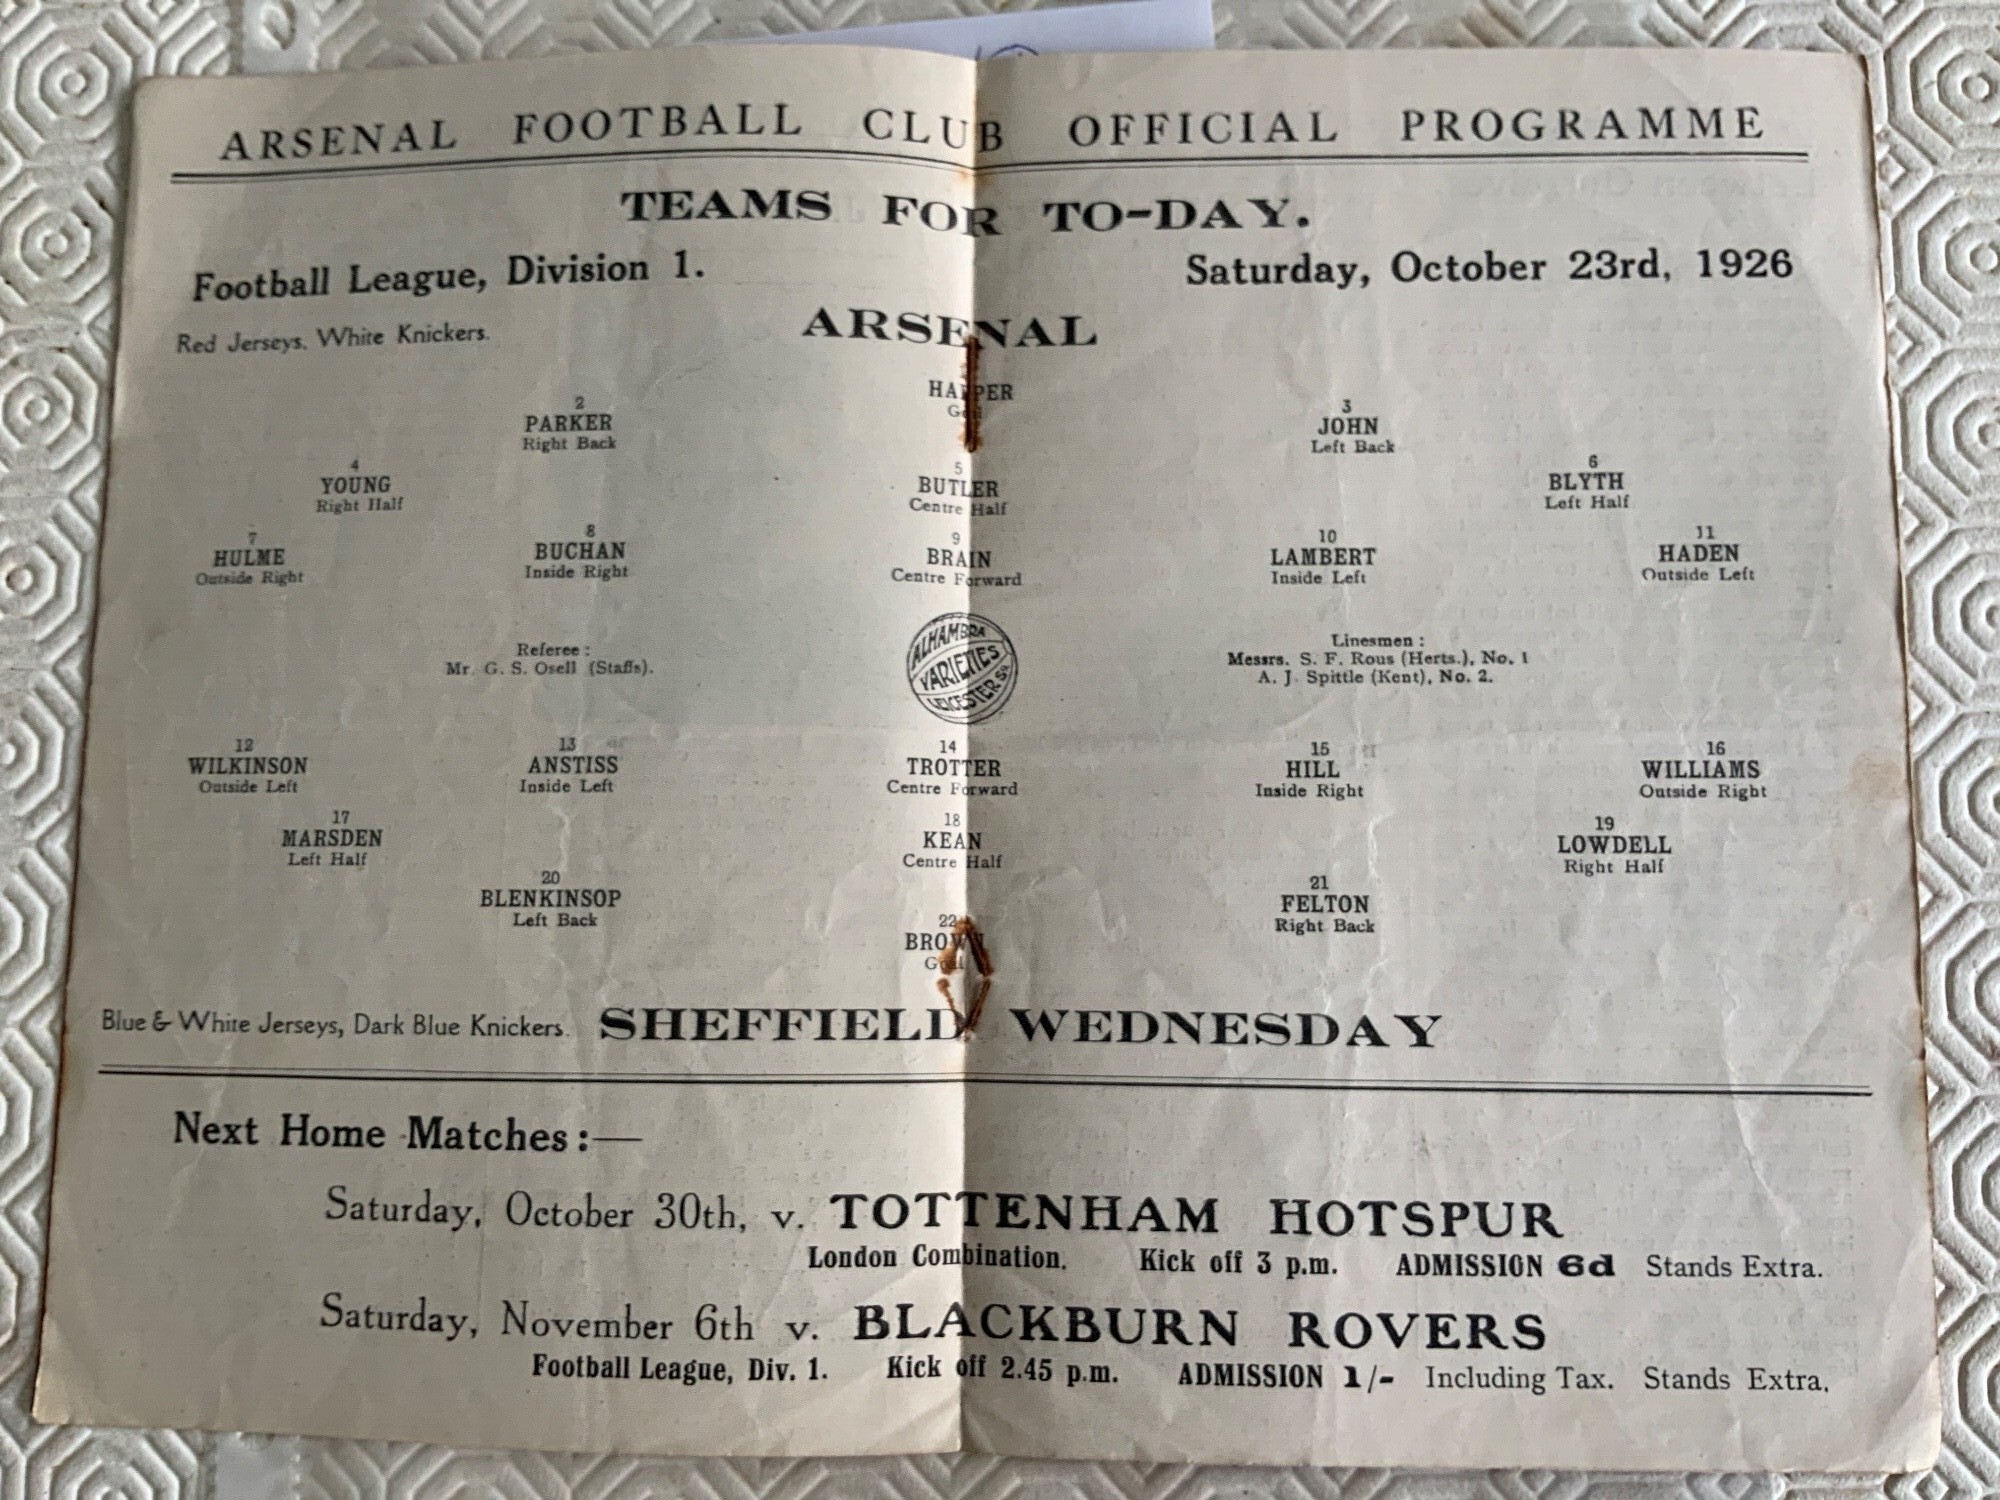 ARSENAL FOOTBALL CLUB OFFICIAL PROGRAMME
TEAMS FOR TO-DAY.
Football League, Division 1. Saturday, October 23rd, 1926
Red Jerseys. White Knickers. ARSENAL
HARPER
Goal
2 3
PARKER JOHN
Right Back Left Back
4 5 6
YOUNG BUTLER BLYTH
Right Half Centre Half Left Half
7 8 9 10 11
HULME BUCHAN BRAIN LAMBERT HADEN
Outside Right Inside Right Centre Forward Inside Left Outside Left
Referee : Linesmen :
Mr. G. S. Osell (Staffs). Messrs. S. F. Rous (Herts.), No. 1
A. J. Spittle (Kent), No. 2.
ALHAMBRA
VARIETIES
LEICESTER SQ
12 13 14 15 16
WILKINSON ANSTISS TROTTER HILL WILLIAMS
Outside Left Inside Left Centre Forward Inside Right Outside Right
17 18 19
MARSDEN KEAN LOWDELL
Left Half Centre Half Right Half
20 21
BLENKINSOP FELTON
Left Back Right Back
22
BROWN
Goal
Blue & White Jerseys, Dark Blue Knickers. SHEFFIELD WEDNESDAY
Next Home Matches :—
Saturday, October 30th, v. TOTTENHAM HOTSPUR
London Combination. Kick off 3 p.m. ADMISSION 6d Stands Extra.
Saturday, November 6th v. BLACKBURN ROVERS
Football League, Div. 1. Kick off 2.45 p.m. ADMISSION 1/- Including Tax. Stands Extra.